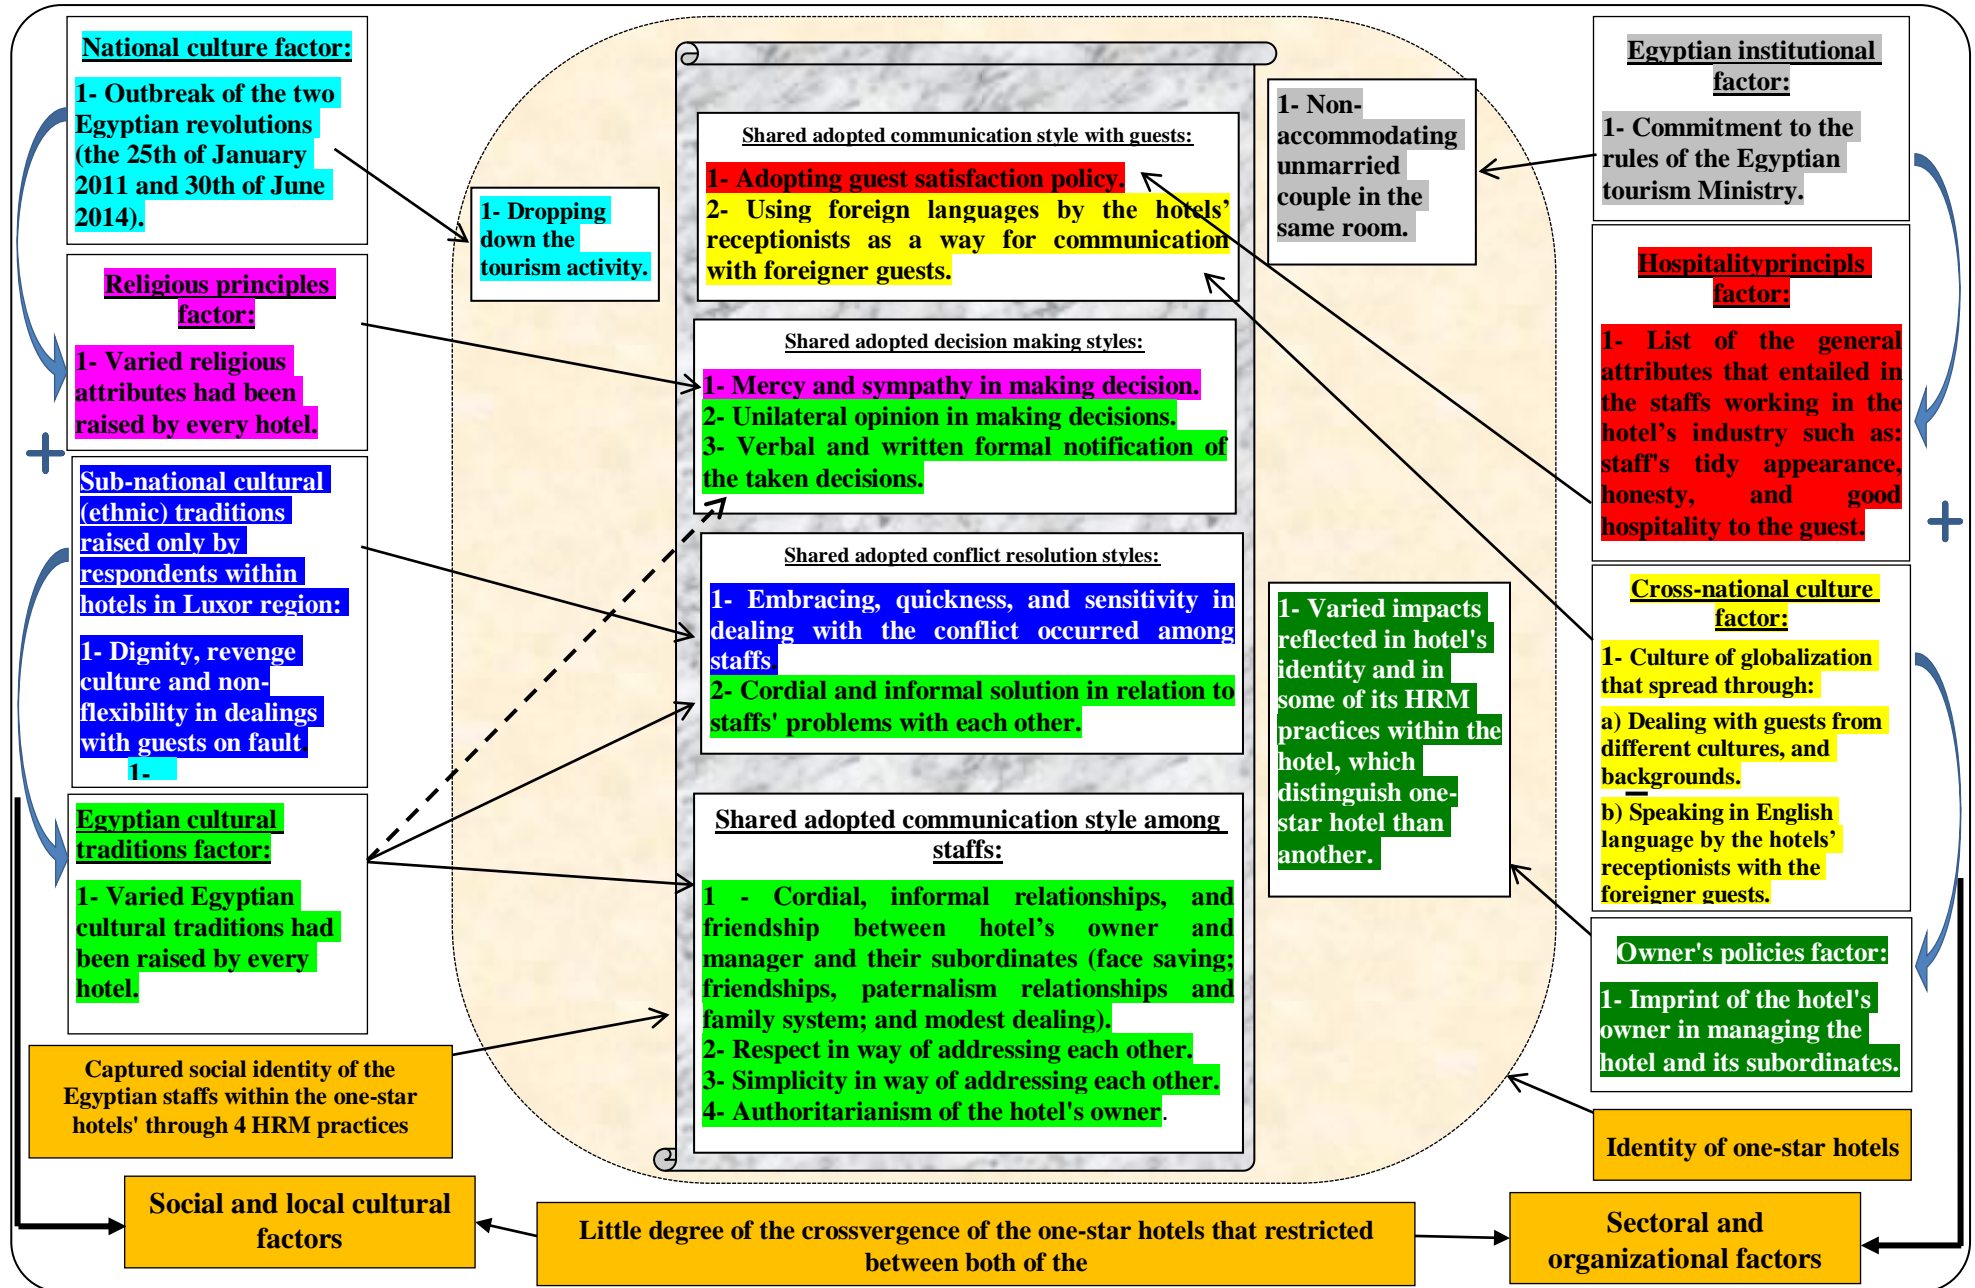 National culture factor:
1- Outbreak of the two
Egyptian revolutions
(the 25th of January
2011 and 30th of June
2014).
Religious principles
factor:
1- Varied religious
attributes had been
raised by every hotel.
+
Sub-national cultural
(ethnic) traditions
raised only by
respondents within
hotels in Luxor region:
1- Dignity, revenge
culture and non-
flexibility in dealings
with guests on fault.
1-
Egyptian cultural
traditions factor:
1- Varied Egyptian
cultural traditions had
been raised by every
hotel.
Captured social identity of the
Egyptian staffs within the one-star
hotels' through 4 HRM practices
Social and local cultural
factors
1- Dropping
down the
tourism activity.
Shared adopted communication style with guests:
1- Adopting guest satisfaction policy.
2- Using foreign languages by the hotels’
receptionists as a way for communication
with foreigner guests.
Shared adopted decision making styles:
1- Mercy and sympathy in making decision.
2- Unilateral opinion in making decisions.
3- Verbal and written formal notification of
the taken decisions.
Shared adopted conflict resolution styles:
1- Embracing, quickness, and sensitivity in
dealing with the conflict occurred among
staffs.
2- Cordial and informal solution in relation to
staffs' problems with each other.
Shared adopted communication style among
staffs:
1 - Cordial, informal relationships, and
friendship between hotel’s owner and
manager and their subordinates (face saving;
friendships, paternalism relationships and
family system; and modest dealing).
2- Respect in way of addressing each other.
3- Simplicity in way of addressing each other.
4- Authoritarianism of the hotel's owner.
Little degree of the crossvergence of the one-star hotels that restricted
between both of the
1- Non-
accommodating
unmarried
couple in the
same room.
1- Varied impacts
reflected in hotel's
identity and in
some of its HRM
practices within the
hotel, which
distinguish one-
star hotel than
another.
Egyptian institutional
factor:
1- Commitment to the
rules of the Egyptian
tourism Ministry.
Hospitalityprincipls
factor:
1- List of the general
attributes that entailed in
the staffs working in the
hotel’s industry such as:
staff's tidy appearance,
honesty, and good
hospitality to the guest.
+
Cross-national culture
factor:
1- Culture of globalization
that spread through:
a) Dealing with guests from
different cultures, and
backgrounds.
b) Speaking in English
language by the hotels’
receptionists with the
foreigner guests.
Owner's policies factor:
1- Imprint of the hotel's
owner in managing the
hotel and its subordinates.
Identity of one-star hotels
Sectoral and
organizational factors